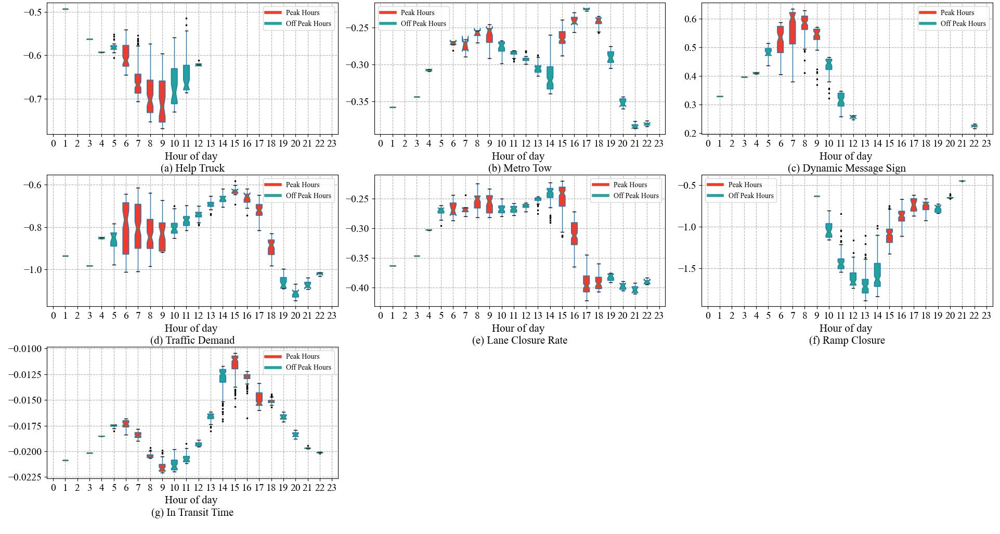 −0.5
−0.6
−0.7
Peak Hours
Off Peak Hours
0 1 2 3 4 5 6 7 8 9 10 11 12 13 14 15 16 17 18 19 20 21 22 23
Hour of day
(a) Help Truck
−0.25
−0.30
−0.35
Peak Hours
Off Peak Hours
0 1 2 3 4 5 6 7 8 9 10 11 12 13 14 15 16 17 18 19 20 21 22 23
Hour of day
(b) Metro Tow
0.6
0.5
0.4
0.3
0.2
Peak Hours
Off Peak Hours
0 1 2 3 4 5 6 7 8 9 10 11 12 13 14 15 16 17 18 19 20 21 22 23
Hour of day
(c) Dynamic Message Sign
−0.6
−0.8
−1.0
Peak Hours
Off Peak Hours
0 1 2 3 4 5 6 7 8 9 10 11 12 13 14 15 16 17 18 19 20 21 22 23
Hour of day
(d) Traffic Demand
−0.25
−0.30
−0.35
−0.40
Peak Hours
Off Peak Hours
0 1 2 3 4 5 6 7 8 9 10 11 12 13 14 15 16 17 18 19 20 21 22 23
Hour of day
(e) Lane Closure Rate
−0.5
−1.0
−1.5
Peak Hours
Off Peak Hours
0 1 2 3 4 5 6 7 8 9 10 11 12 13 14 15 16 17 18 19 20 21 22 23
Hour of day
(f) Ramp Closure
−0.0100
−0.0125
−0.0150
−0.0175
−0.0200
−0.0225
Peak Hours
Off Peak Hours
0 1 2 3 4 5 6 7 8 9 10 11 12 13 14 15 16 17 18 19 20 21 22 23
Hour of day
(g) In Transit Time